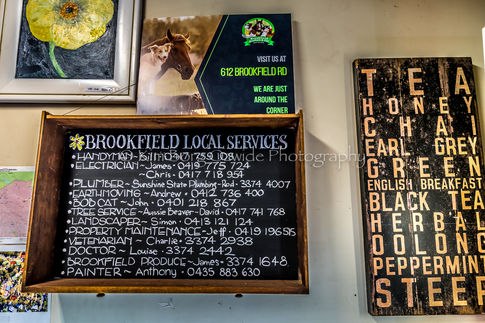 VISIT US AT
612 BROOKFIELD RD
WE ARE JUST
AROUND THE
CORNER
BROOKFIELD LOCAL SERVICES
• HANDYMAN ~ Bill 0417 759 108
• ELECTRICIAN ~ James · 0419 775 724
~ Chris · 0417 718 954
• PLUMBER ~ Sunshine State Plumbing - Rod · 3374 4007
• EARTHMOVING ~ Andrew · 0412 736 400
• BOBCAT ~ John · 0401 218 867
• TREE SERVICE ~ Aussie Beaver - David · 0417 741 768
• LANDSCAPER ~ Simon · 0413 121 124
• PROPERTY MAINTENANCE ~ Jeff · 0419 196515
• VETENARIAN ~ Charlie · 3374 2938
• DOCTOR ~ Louise · 3374 2442
• BROOKFIELD PRODUCE ~ James · 3374 1648
• PAINTER ~ Anthony · 0435 883 630
TEA
HONEY
CHAI
EARL GREY
GREEN
ENGLISH BREAKFAST
BLACK TEA
HERBAL
OOLONG
PEPPERMINT
STEEP
Photography